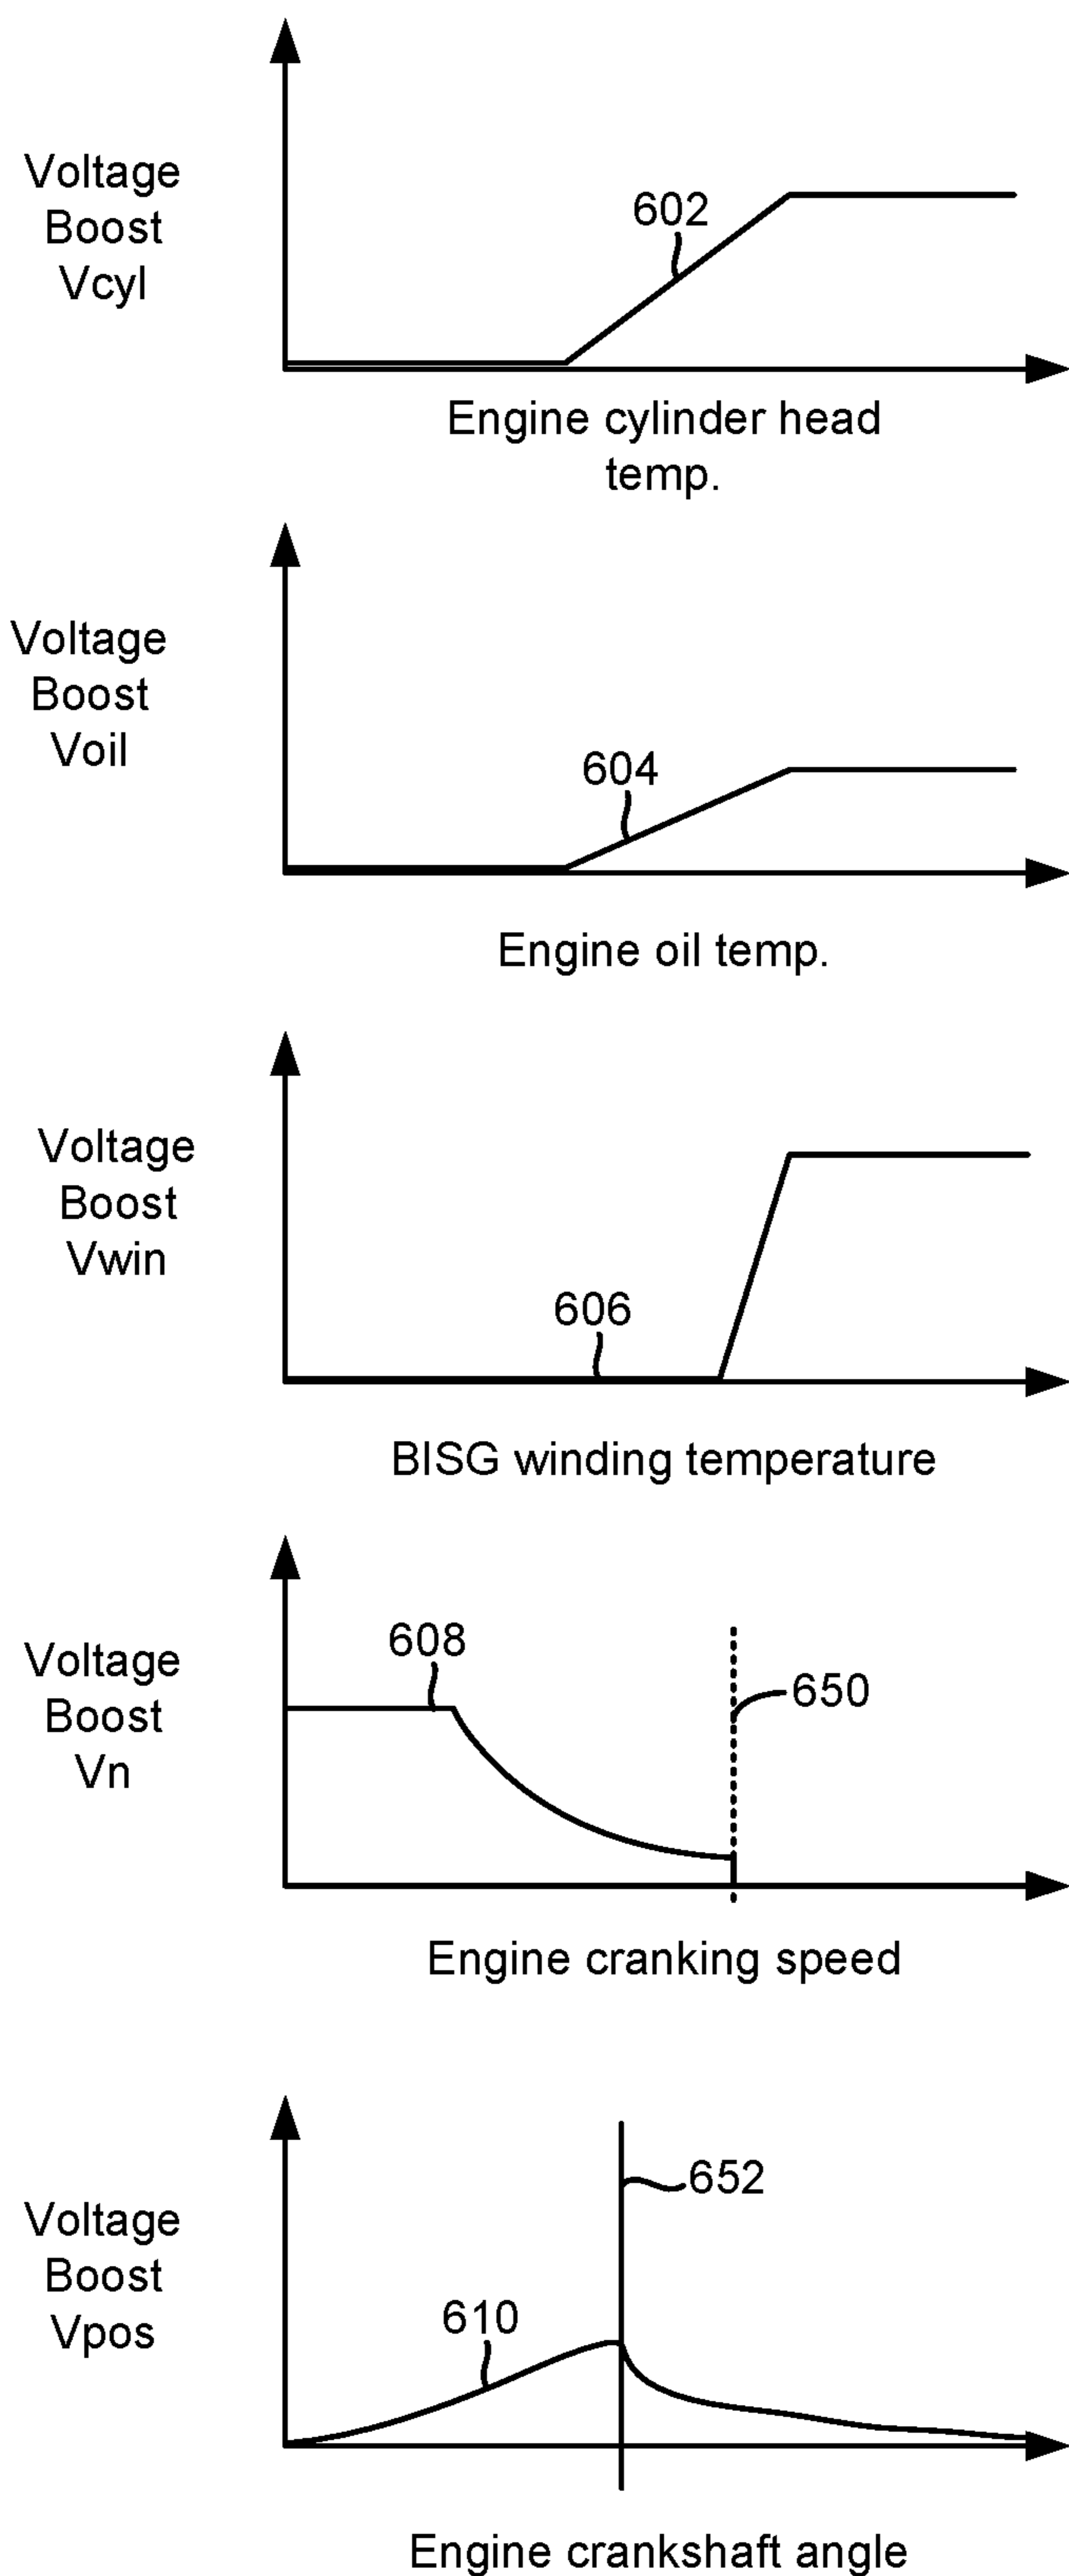 Voltage
Boost
Vcyl
602
Engine cylinder head
temp.
Voltage
Boost
Voil
604
Engine oil temp.
Voltage
Boost
Vwin
606
BISG winding temperature
Voltage
Boost
Vn
608
650
Engine cranking speed
Voltage
Boost
Vpos
610
652
Engine crankshaft angle